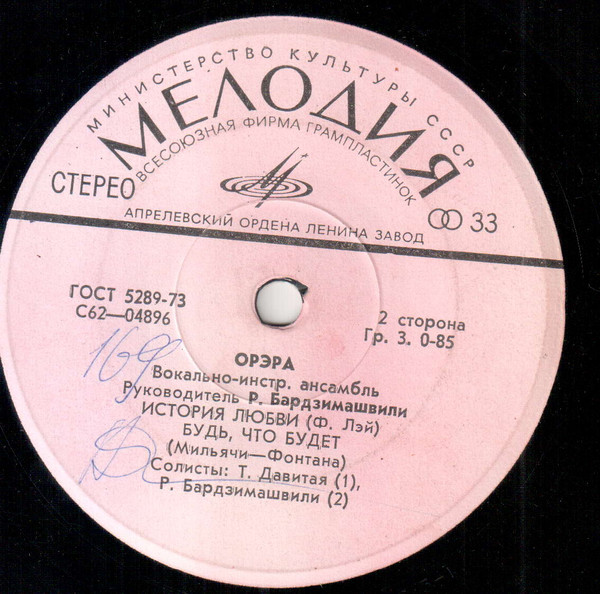 МИНИСТЕРСТВО КУЛЬТУРЫ СССР
МЕЛОДИЯ
ВСЕСОЮЗНАЯ ФИРМА ГРАМПЛАСТИНОК
СТЕРЕО
33
АПРЕЛЕВСКИЙ ОРДЕНА ЛЕНИНА ЗАВОД
ГОСТ 5289-73
С62—04896
2 сторона
Гр. 3. 0-85
169
ОРЭРА
Вокально-инстр. ансамбль
Руководитель Р. Бардзимашвили
ИСТОРИЯ ЛЮБВИ (Ф. Лэй)
БУДЬ, ЧТО БУДЕТ
(Мильячи—Фонтана)
Солисты: Т. Давитая (1),
Р. Бардзимашвили (2)